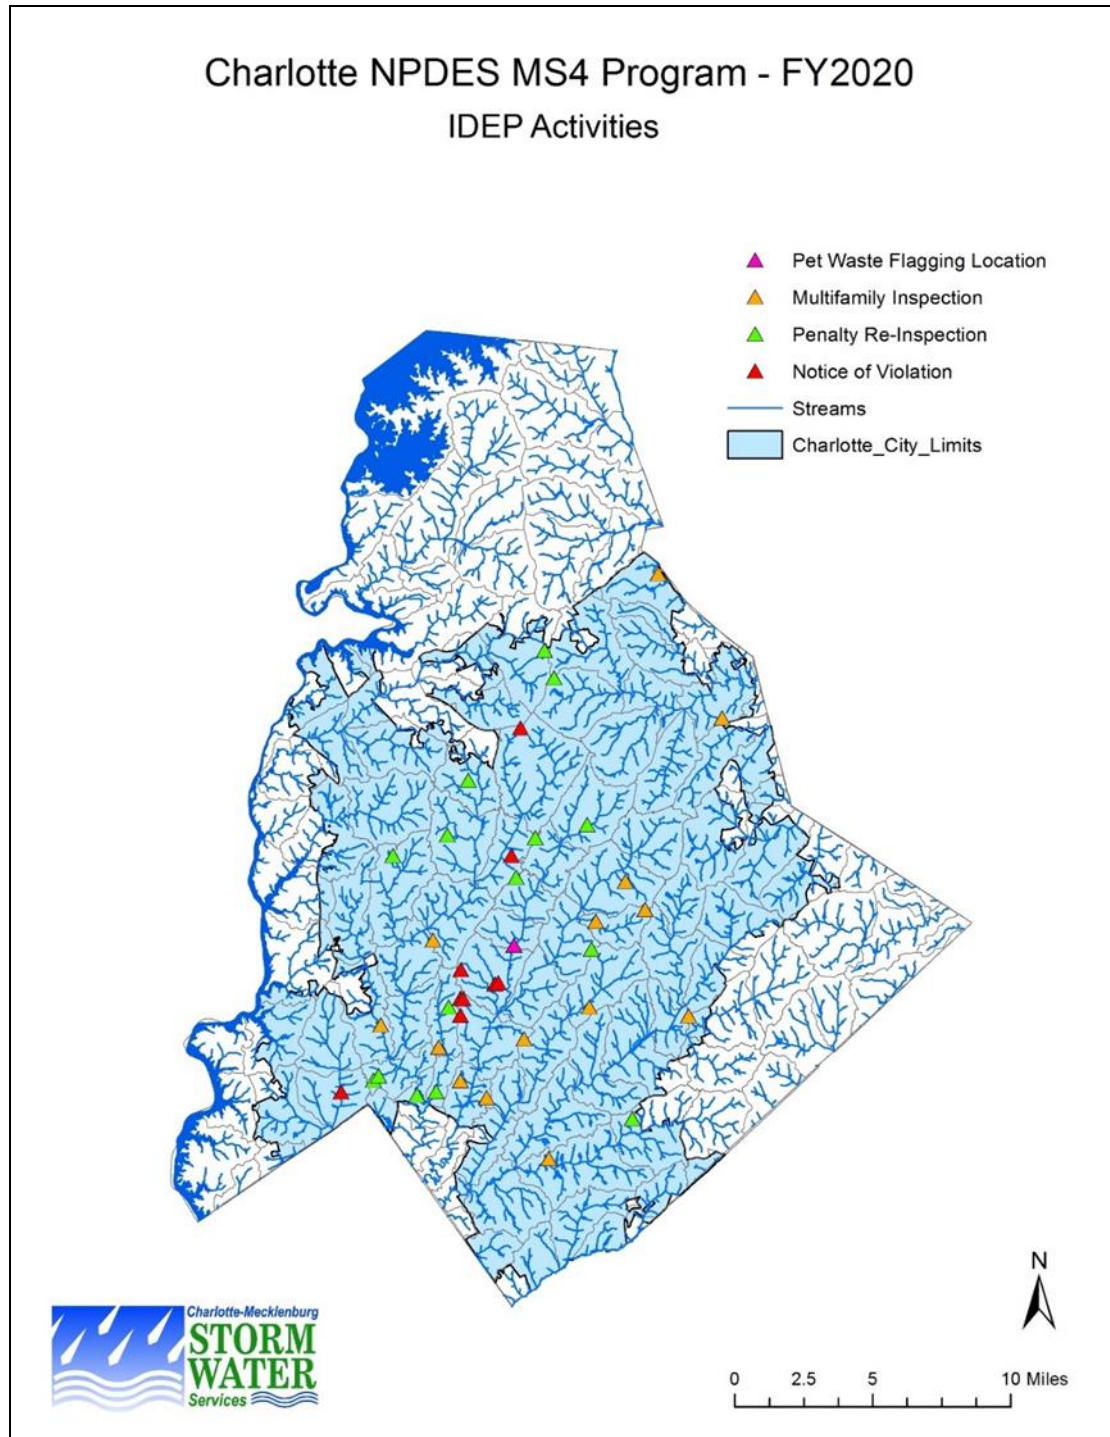 Charlotte NPDES MS4 Program - FY2020
IDEP Activities
Pet Waste Flagging Location
Multifamily Inspection
Penalty Re-Inspection
Notice of Violation
Streams
Charlotte_City_Limits
N
Charlotte-Mecklenburg
STORM
WATER
Services
0 2.5 5 10 Miles